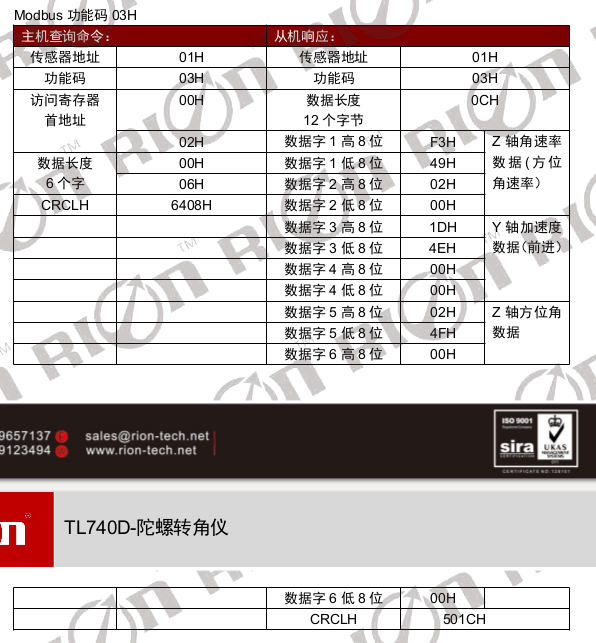 Modbus 功能码 03H
主机查询命令： 从机响应：
传感器地址 01H 传感器地址 01H
功能码 03H 功能码 03H
访问寄存器 00H 数据长度 0CH
首地址 12 个字节
02H 数据字 1 高 8 位 F3H Z 轴角速率
数据长度 00H 数据字 1 低 8 位 49H 数据(方位
6 个字 06H 数据字 2 高 8 位 02H 角速率）
CRCLH 6408H 数据字 2 低 8 位 00H
数据字 3 高 8 位 1DH Y 轴加速度
数据字 3 低 8 位 4EH 数据(前进)
数据字 4 高 8 位 00H
数据字 4 低 8 位 00H
数据字 5 高 8 位 02H Z 轴方位角
数据字 5 低 8 位 4FH 数据
数据字 6 高 8 位 00H
9657137 sales@rion-tech.net
9123494 www.rion-tech.net
ISO 9001
sira
UKAS
MANAGEMENT
SYSTEMS
TL740D-陀螺转角仪
数据字 6 低 8 位 00H
CRCLH 501CH